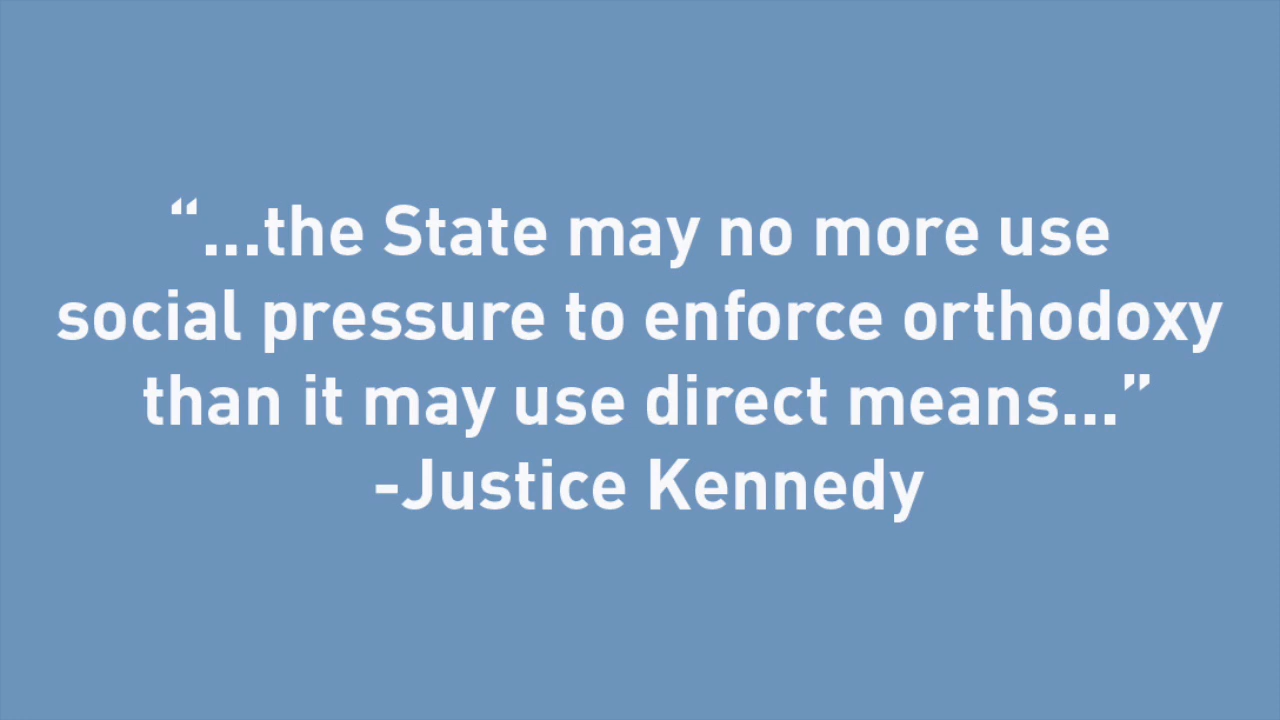 “...the State may no more use
social pressure to enforce orthodoxy
than it may use direct means...”
-Justice Kennedy